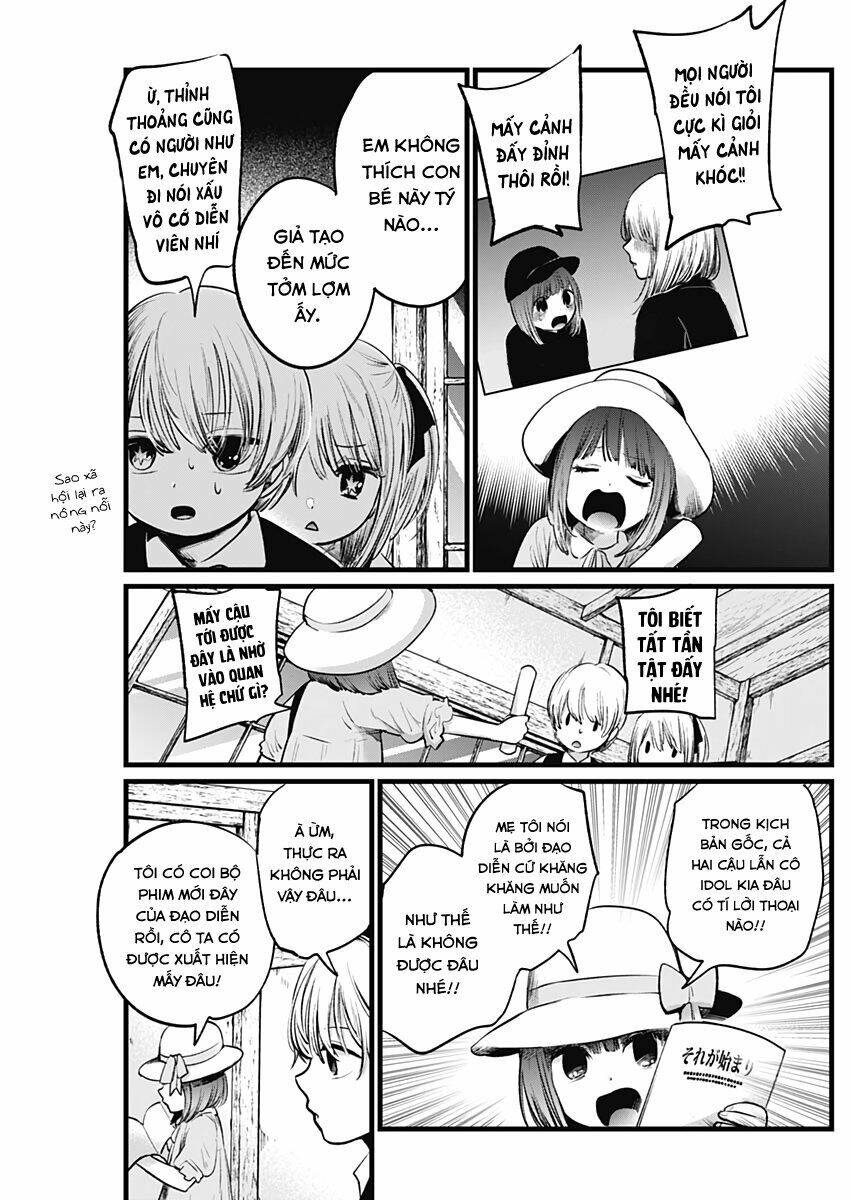 MỌI NGƯỜI
ĐỀU NÓI TÔI
CỰC KÌ GIỎI
MẤY CẢNH
KHÓC!!
MẤY CẢNH
ĐẤY ĐỈNH
THÔI RỒI!
EM KHÔNG
THÍCH CON
BÉ NÀY TÝ
NÀO...
GIẢ TẠO
ĐẾN MỨC
TỞM LỢM
ẤY.
Ừ, THỈNH
THOẢNG CŨNG
CÓ NGƯỜI NHƯ
EM, CHUYÊN
ĐI NÓI XẤU
VÔ CỚ DIỄN
VIÊN NHÍ
Sao xã
hội lại ra
nông nỗi
này?
TÔI BIẾT
TẤT TẦN
TẬT ĐẤY
NHÉ!
MẤY CẬU
TỚI ĐƯỢC
ĐÂY LÀ NHỜ
VÀO QUAN
HỆ CHỨ GÌ?
TRONG KỊCH
BẢN GỐC, CẢ
HAI CẬU LẪN CÔ
IDOL KIA ĐÂU
CÓ TÍ LỜI THOẠI
NÀO!!
MẸ TÔI NÓI
LÀ BỞI ĐẠO
DIỄN CỨ KHĂNG
KHĂNG MUỐN
LÀM NHƯ
THẾ!!
NHƯ THẾ
LÀ KHÔNG
ĐƯỢC ĐÂU
NHÉ!!
それが始まり
À ỪM,
THỰC RA
KHÔNG PHẢI
VẬY ĐÂU...
TÔI CÓ COI BỘ
PHIM MỚI ĐÂY
CỦA ĐẠO DIỄN
RỒI, CÔ TA CÓ
ĐƯỢC XUẤT HIỆN
MẤY ĐÂU!